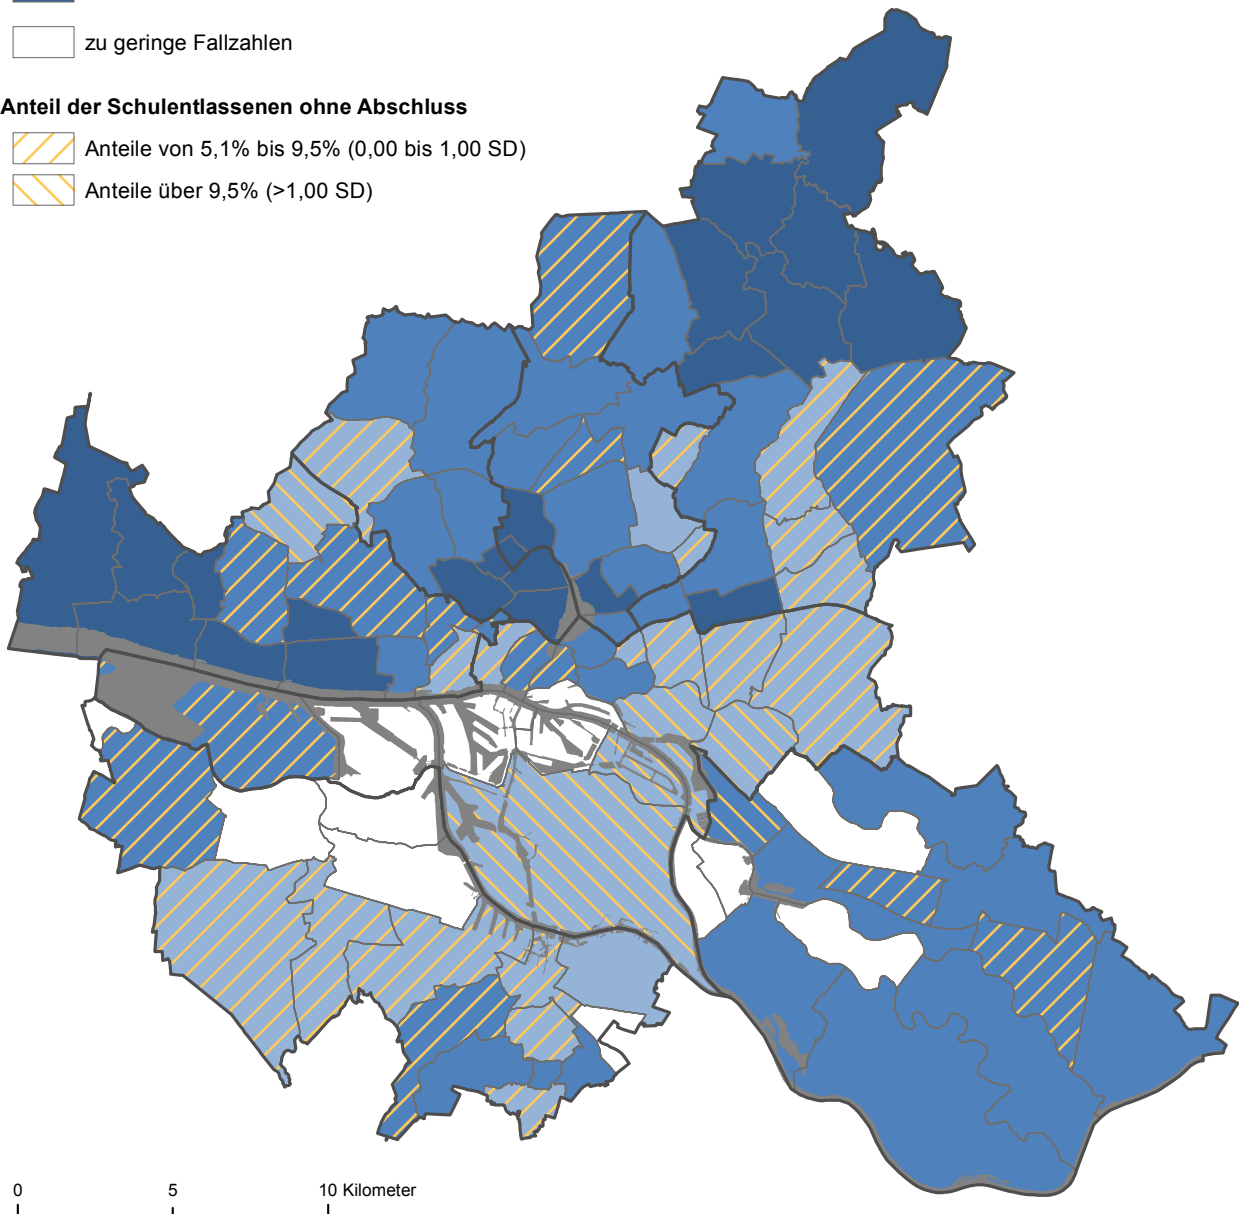 zu geringe Fallzahlen
Anteil der Schulentlassenen ohne Abschluss
Anteile von 5,1% bis 9,5% (0,00 bis 1,00 SD)
Anteile über 9,5% (>1,00 SD)
0 5 10 Kilometer